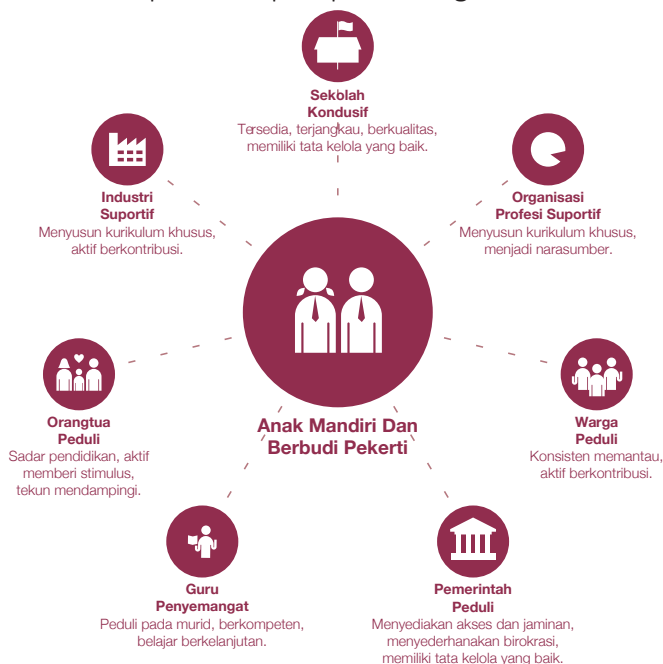 Sekolah
Kondusif
Tersedia, terjangkau, berkualitas,
memiliki tata kelola yang baik.
Industri
Suportif
Menyusun kurikulum khusus,
aktif berkontribusi.
Organisasi
Profesi Suportif
Menyusun kurikulum khusus,
menjadi narasumber.
Anak Mandiri Dan
Berbudi Pekerti
Orangtua
Peduli
Sadar pendidikan, aktif
memberi stimulus,
tekun mendampingi.
Warga
Peduli
Konsisten memantau,
aktif berkontribusi.
Guru
Penyemangat
Peduli pada murid, berkompeten,
belajar berkelanjutan.
Pemerintah
Peduli
Menyediakan akses dan jaminan,
menyederhanakan birokrasi,
memiliki tata kelola yang baik.